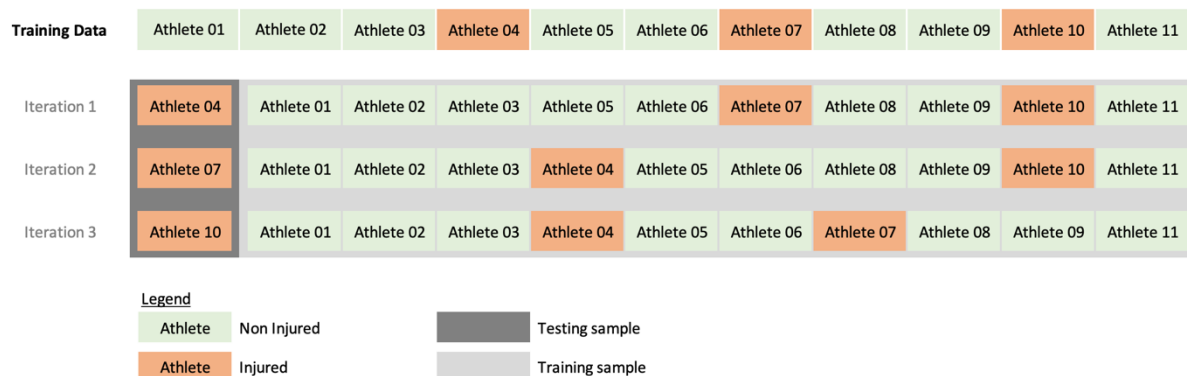 Training Data Athlete 01 Athlete 02 Athlete 03 Athlete 04 Athlete 05 Athlete 06 Athlete 07 Athlete 08 Athlete 09 Athlete 10 Athlete 11
Iteration 1 Athlete 04 Athlete 01 Athlete 02 Athlete 03 Athlete 05 Athlete 06 Athlete 07 Athlete 08 Athlete 09 Athlete 10 Athlete 11
Iteration 2 Athlete 07 Athlete 01 Athlete 02 Athlete 03 Athlete 04 Athlete 05 Athlete 06 Athlete 08 Athlete 09 Athlete 10 Athlete 11
Iteration 3 Athlete 10 Athlete 01 Athlete 02 Athlete 03 Athlete 04 Athlete 05 Athlete 06 Athlete 07 Athlete 08 Athlete 09 Athlete 11
Legend
Athlete Non Injured Testing sample
Athlete Injured Training sample